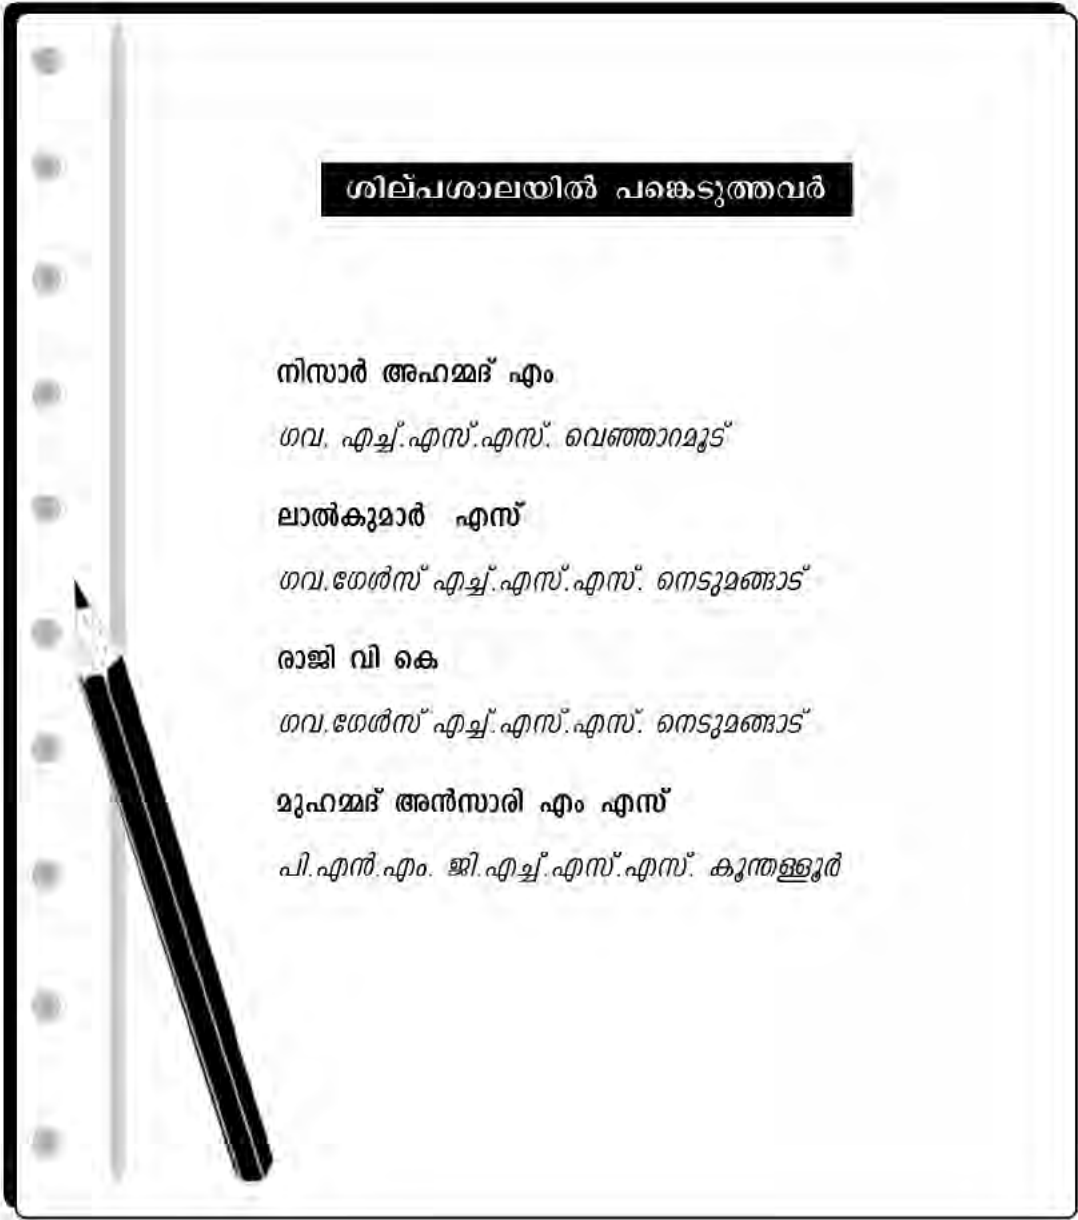 ശില്പശാലയിൽ പങ്കെടുത്തവർ
നിസാർ അഹമ്മദ് എം
ഗവ. എച്ച്.എസ്.എസ്. വെഞ്ഞാറമൂട്
ലാൽകുമാർ എസ്
ഗവ.ഗേൾസ് എച്ച്.എസ്.എസ്. നെടുമങ്ങാട്
രാജി വി കെ
ഗവ.ഗേൾസ് എച്ച്.എസ്.എസ്. നെടുമങ്ങാട്
മുഹമ്മദ് അൻസാരി എം എസ്
പി.എൻ.എം. ജി.എച്ച്.എസ്.എസ്. കൂന്തള്ളൂർ